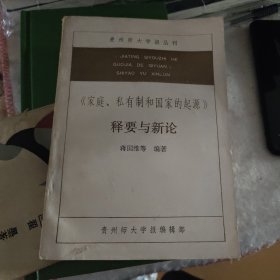 贵州师大学报丛刊
JIATING SIYOUZHI HE
GUOJIA DE QIYUAN
SHIYAO YU XINLUN
《家庭、私有制和国家的起源》
释要与新论
蒋国维等 编著
贵州师大学报编辑部